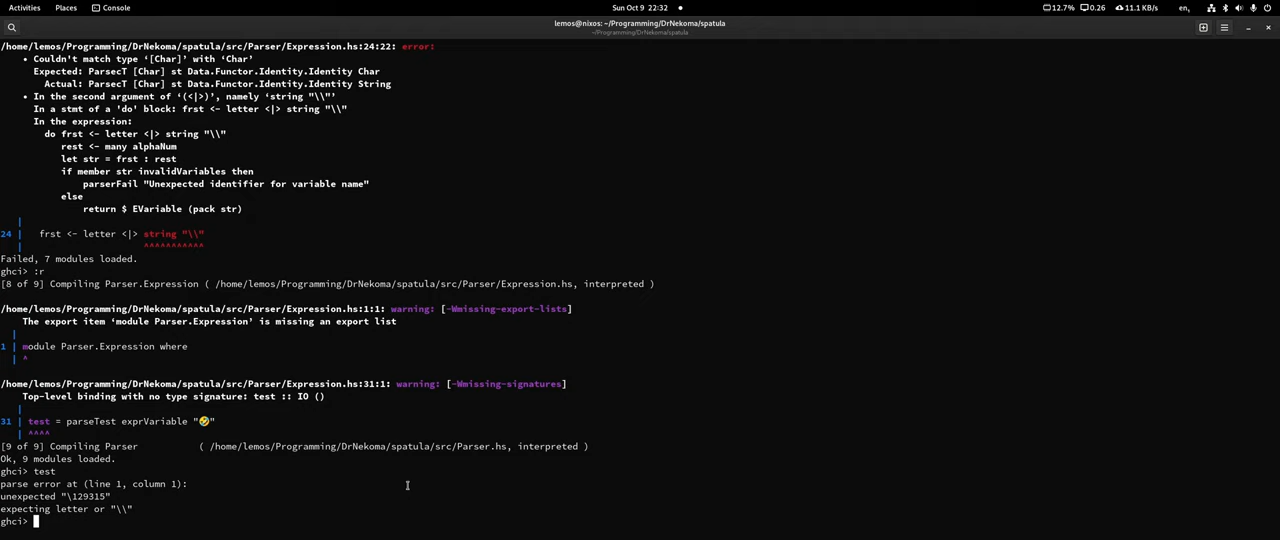 Activities Places Console Sun Oct 9 22:32 12.7% 0.26 en, 11.1 KB/s
lemos@nixos: ~/Programming/DrNekoma/spatula
~/Programming/DrNekoma/spatula
/home/lemos/Programming/DrNekoma/spatula/src/Parser/Expression.hs:24:22: error:
• Couldn't match type ‘[Char]’ with ‘Char’
Expected: ParsecT [Char] st Data.Functor.Identity.Identity Char
Actual: ParsecT [Char] st Data.Functor.Identity.Identity String
• In the second argument of ‘(<|>)’, namely ‘string "\\"’
In a stmt of a 'do' block: frst <- letter <|> string "\\"
In the expression:
do frst <- letter <|> string "\\"
rest <- many alphaNum
let str = frst : rest
if member str invalidVariables then
parserFail "Unexpected identifier for variable name"
else
return $ EVariable (pack str)
|
24 | frst <- letter <|> string "\\"
| ^^^^^^^^^^^
Failed, 7 modules loaded.
ghci> :r
[8 of 9] Compiling Parser.Expression ( /home/lemos/Programming/DrNekoma/spatula/src/Parser/Expression.hs, interpreted )
/home/lemos/Programming/DrNekoma/spatula/src/Parser/Expression.hs:1:1: warning: [-Wmissing-export-lists]
The export item ‘module Parser.Expression’ is missing an export list
|
1 | module Parser.Expression where
| ^
/home/lemos/Programming/DrNekoma/spatula/src/Parser/Expression.hs:31:1: warning: [-Wmissing-signatures]
Top-level binding with no type signature: test :: IO ()
|
31 | test = parseTest exprVariable "🤣"
| ^^^^
[9 of 9] Compiling Parser ( /home/lemos/Programming/DrNekoma/spatula/src/Parser.hs, interpreted )
Ok, 9 modules loaded.
ghci> test
parse error at (line 1, column 1):
unexpected "\129315"
expecting letter or "\\"
ghci>